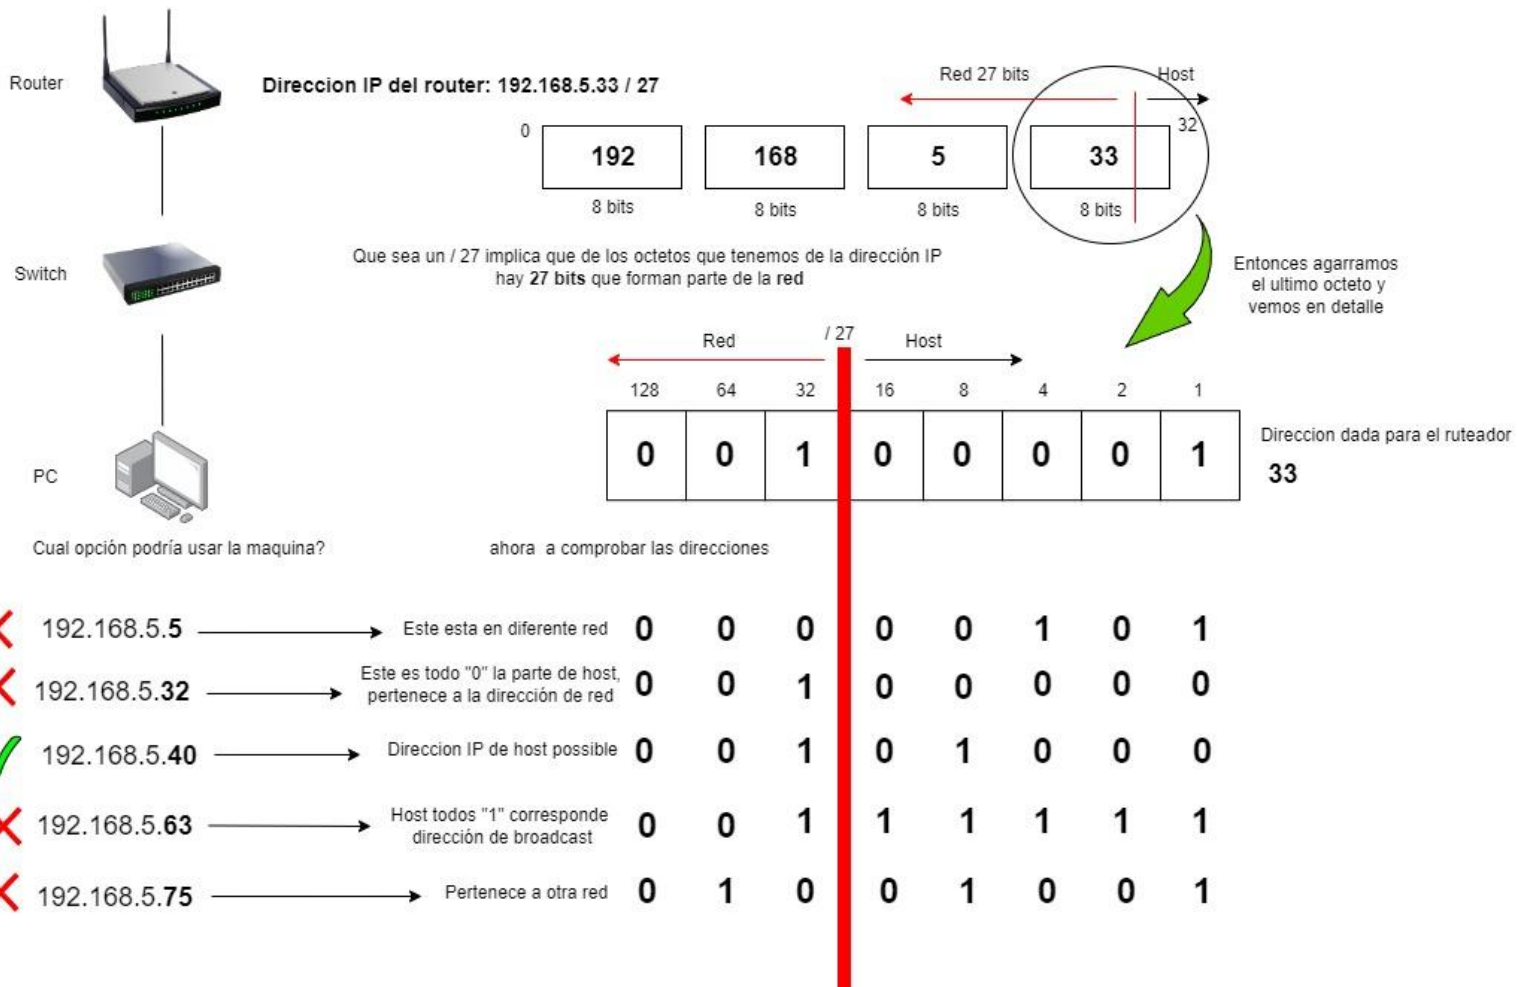 Router
Direccion IP del router: 192.168.5.33 / 27
Red 27 bits
Host
0
32
192
168
5
33
8 bits
8 bits
8 bits
8 bits
Switch
Que sea un / 27 implica que de los octetos que tenemos de la dirección IP
hay 27 bits que forman parte de la red
Entonces agarramos
el ultimo octeto y
vemos en detalle
Red
/ 27
Host
128 64 32 16 8 4 2 1
0 0 1 0 0 0 0 1
Direccion dada para el ruteador
33
PC
Cual opción podría usar la maquina?
ahora a comprobar las direcciones
192.168.5.5
Este esta en diferente red
0 0 0 0 0 1 0 1
192.168.5.32
Este es todo "0" la parte de host,
pertenece a la dirección de red
0 0 1 0 0 0 0 0
192.168.5.40
Direccion IP de host possible
0 0 1 0 1 0 0 0
192.168.5.63
Host todos "1" corresponde
dirección de broadcast
0 0 1 1 1 1 1 1
192.168.5.75
Pertenece a otra red
0 1 0 0 1 0 0 1